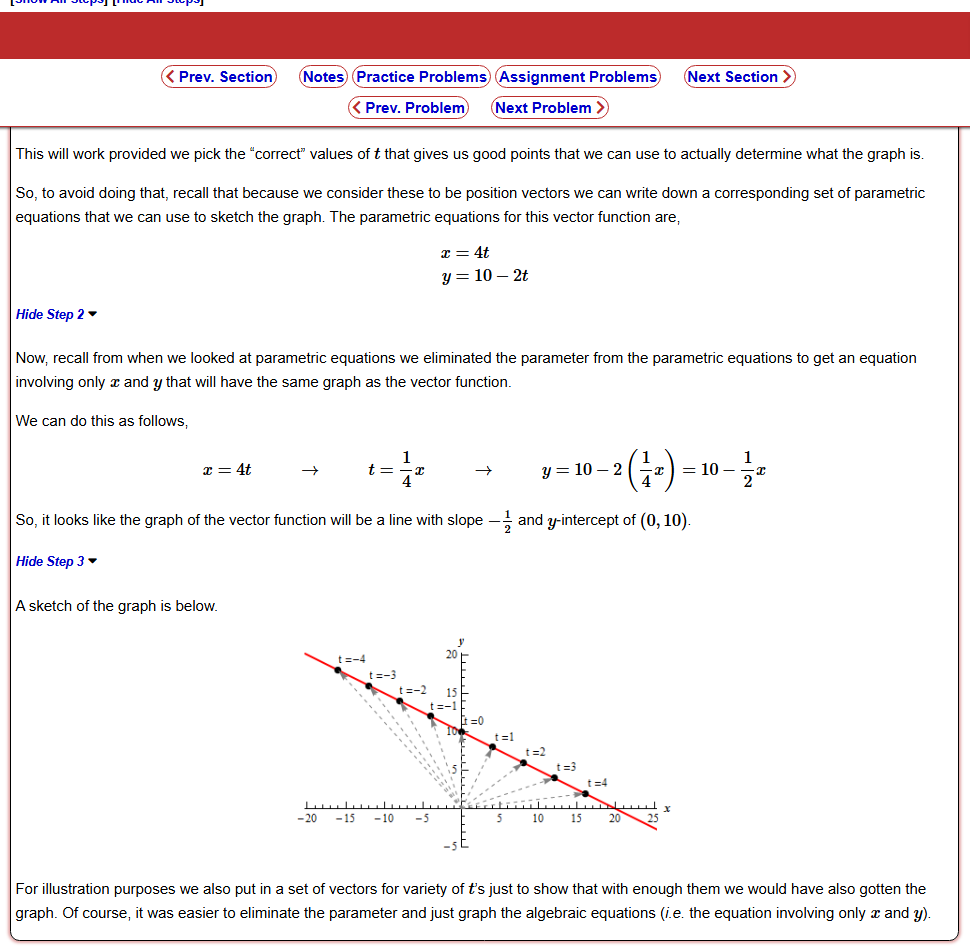 [Show All Steps] [Hide All Steps]
Prev. Section Notes Practice Problems Assignment Problems Next Section
Prev. Problem Next Problem
This will work provided we pick the “correct” values of t that gives us good points that we can use to actually determine what the graph is.
So, to avoid doing that, recall that because we consider these to be position vectors we can write down a corresponding set of parametric
equations that we can use to sketch the graph. The parametric equations for this vector function are,
x = 4t
y = 10 − 2t
Hide Step 2
Now, recall from when we looked at parametric equations we eliminated the parameter from the parametric equations to get an equation
involving only x and y that will have the same graph as the vector function.
We can do this as follows,
x = 4t → t = 1/4 x → y = 10 − 2 (1/4 x) = 10 − 1/2 x
So, it looks like the graph of the vector function will be a line with slope −1/2 and y-intercept of (0, 10).
Hide Step 3
A sketch of the graph is below.
y
20
t=-4
t=-3
t=-2
15
t=-1
t=0
10
t=1
t=2
t=3
5
t=4
x
-20 -15 -10 -5 5 10 15 20 25
-5
For illustration purposes we also put in a set of vectors for variety of t's just to show that with enough them we would have also gotten the
graph. Of course, it was easier to eliminate the parameter and just graph the algebraic equations (i.e. the equation involving only x and y).